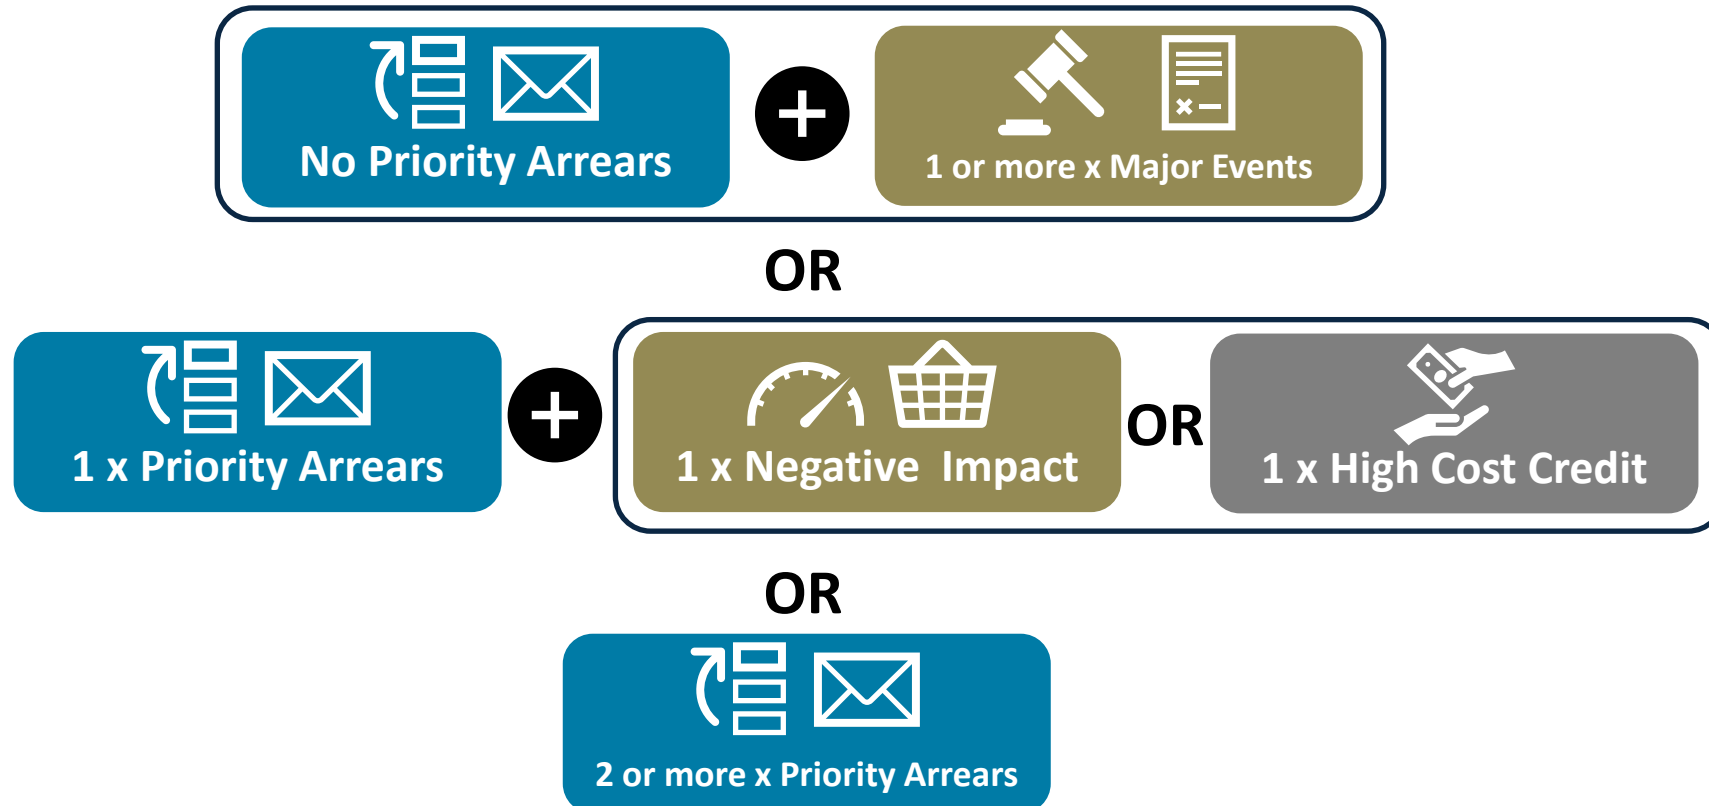 No Priority Arrears
+
1 or more x Major Events
OR
1 x Priority Arrears
+
1 x Negative  Impact
OR
1 x High Cost Credit
OR
2 or more x Priority Arrears